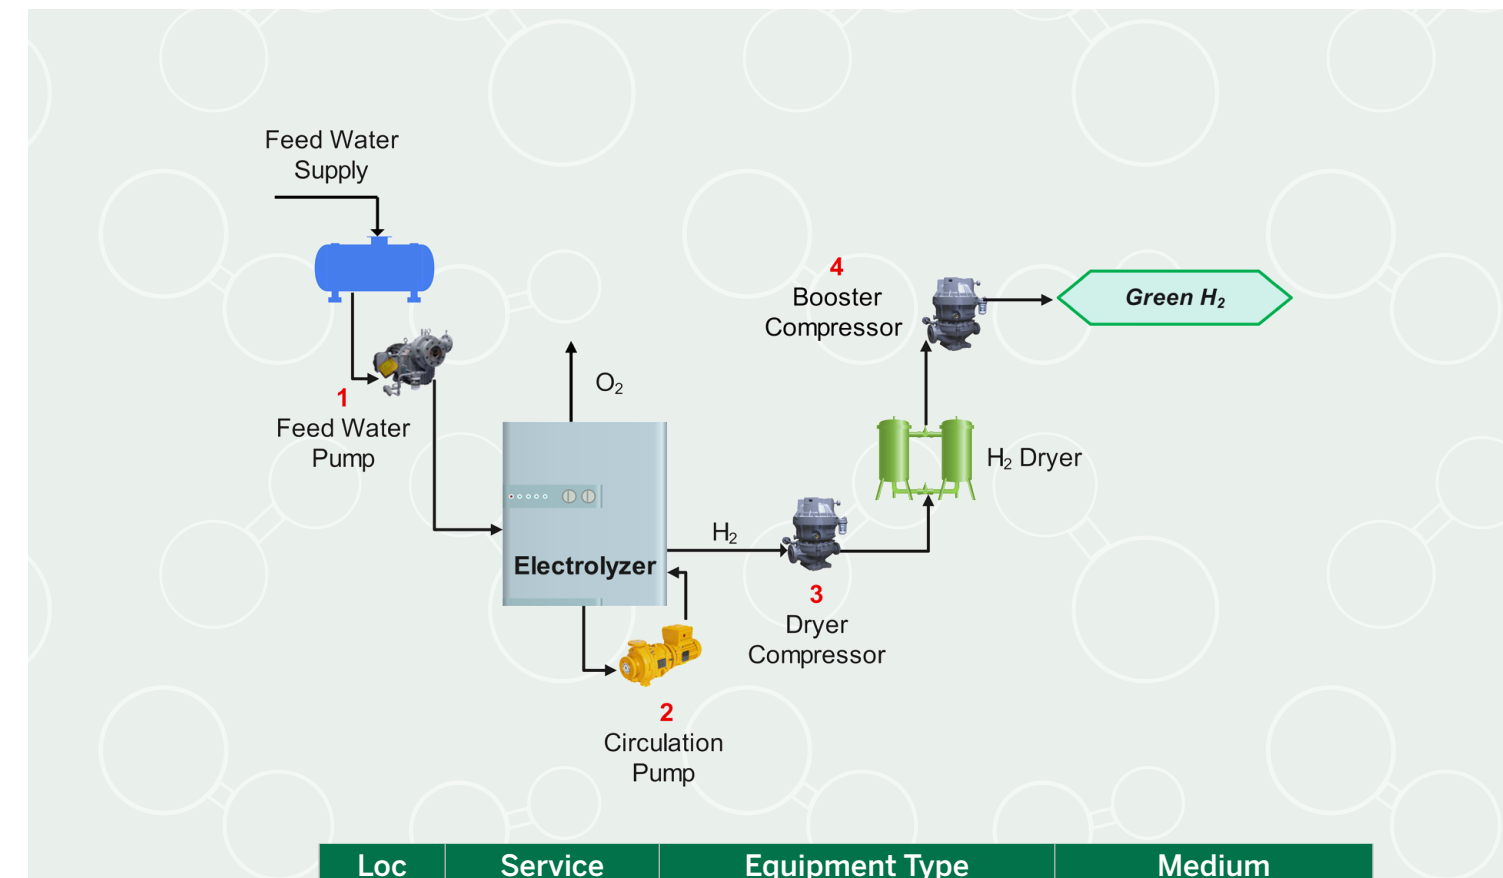 Feed Water
Supply
1
Feed Water
Pump
O₂
Electrolyzer
H₂
2
Circulation
Pump
3
Dryer
Compressor
H₂ Dryer
4
Booster
Compressor
Green H₂
Loc Service Equipment Type Medium